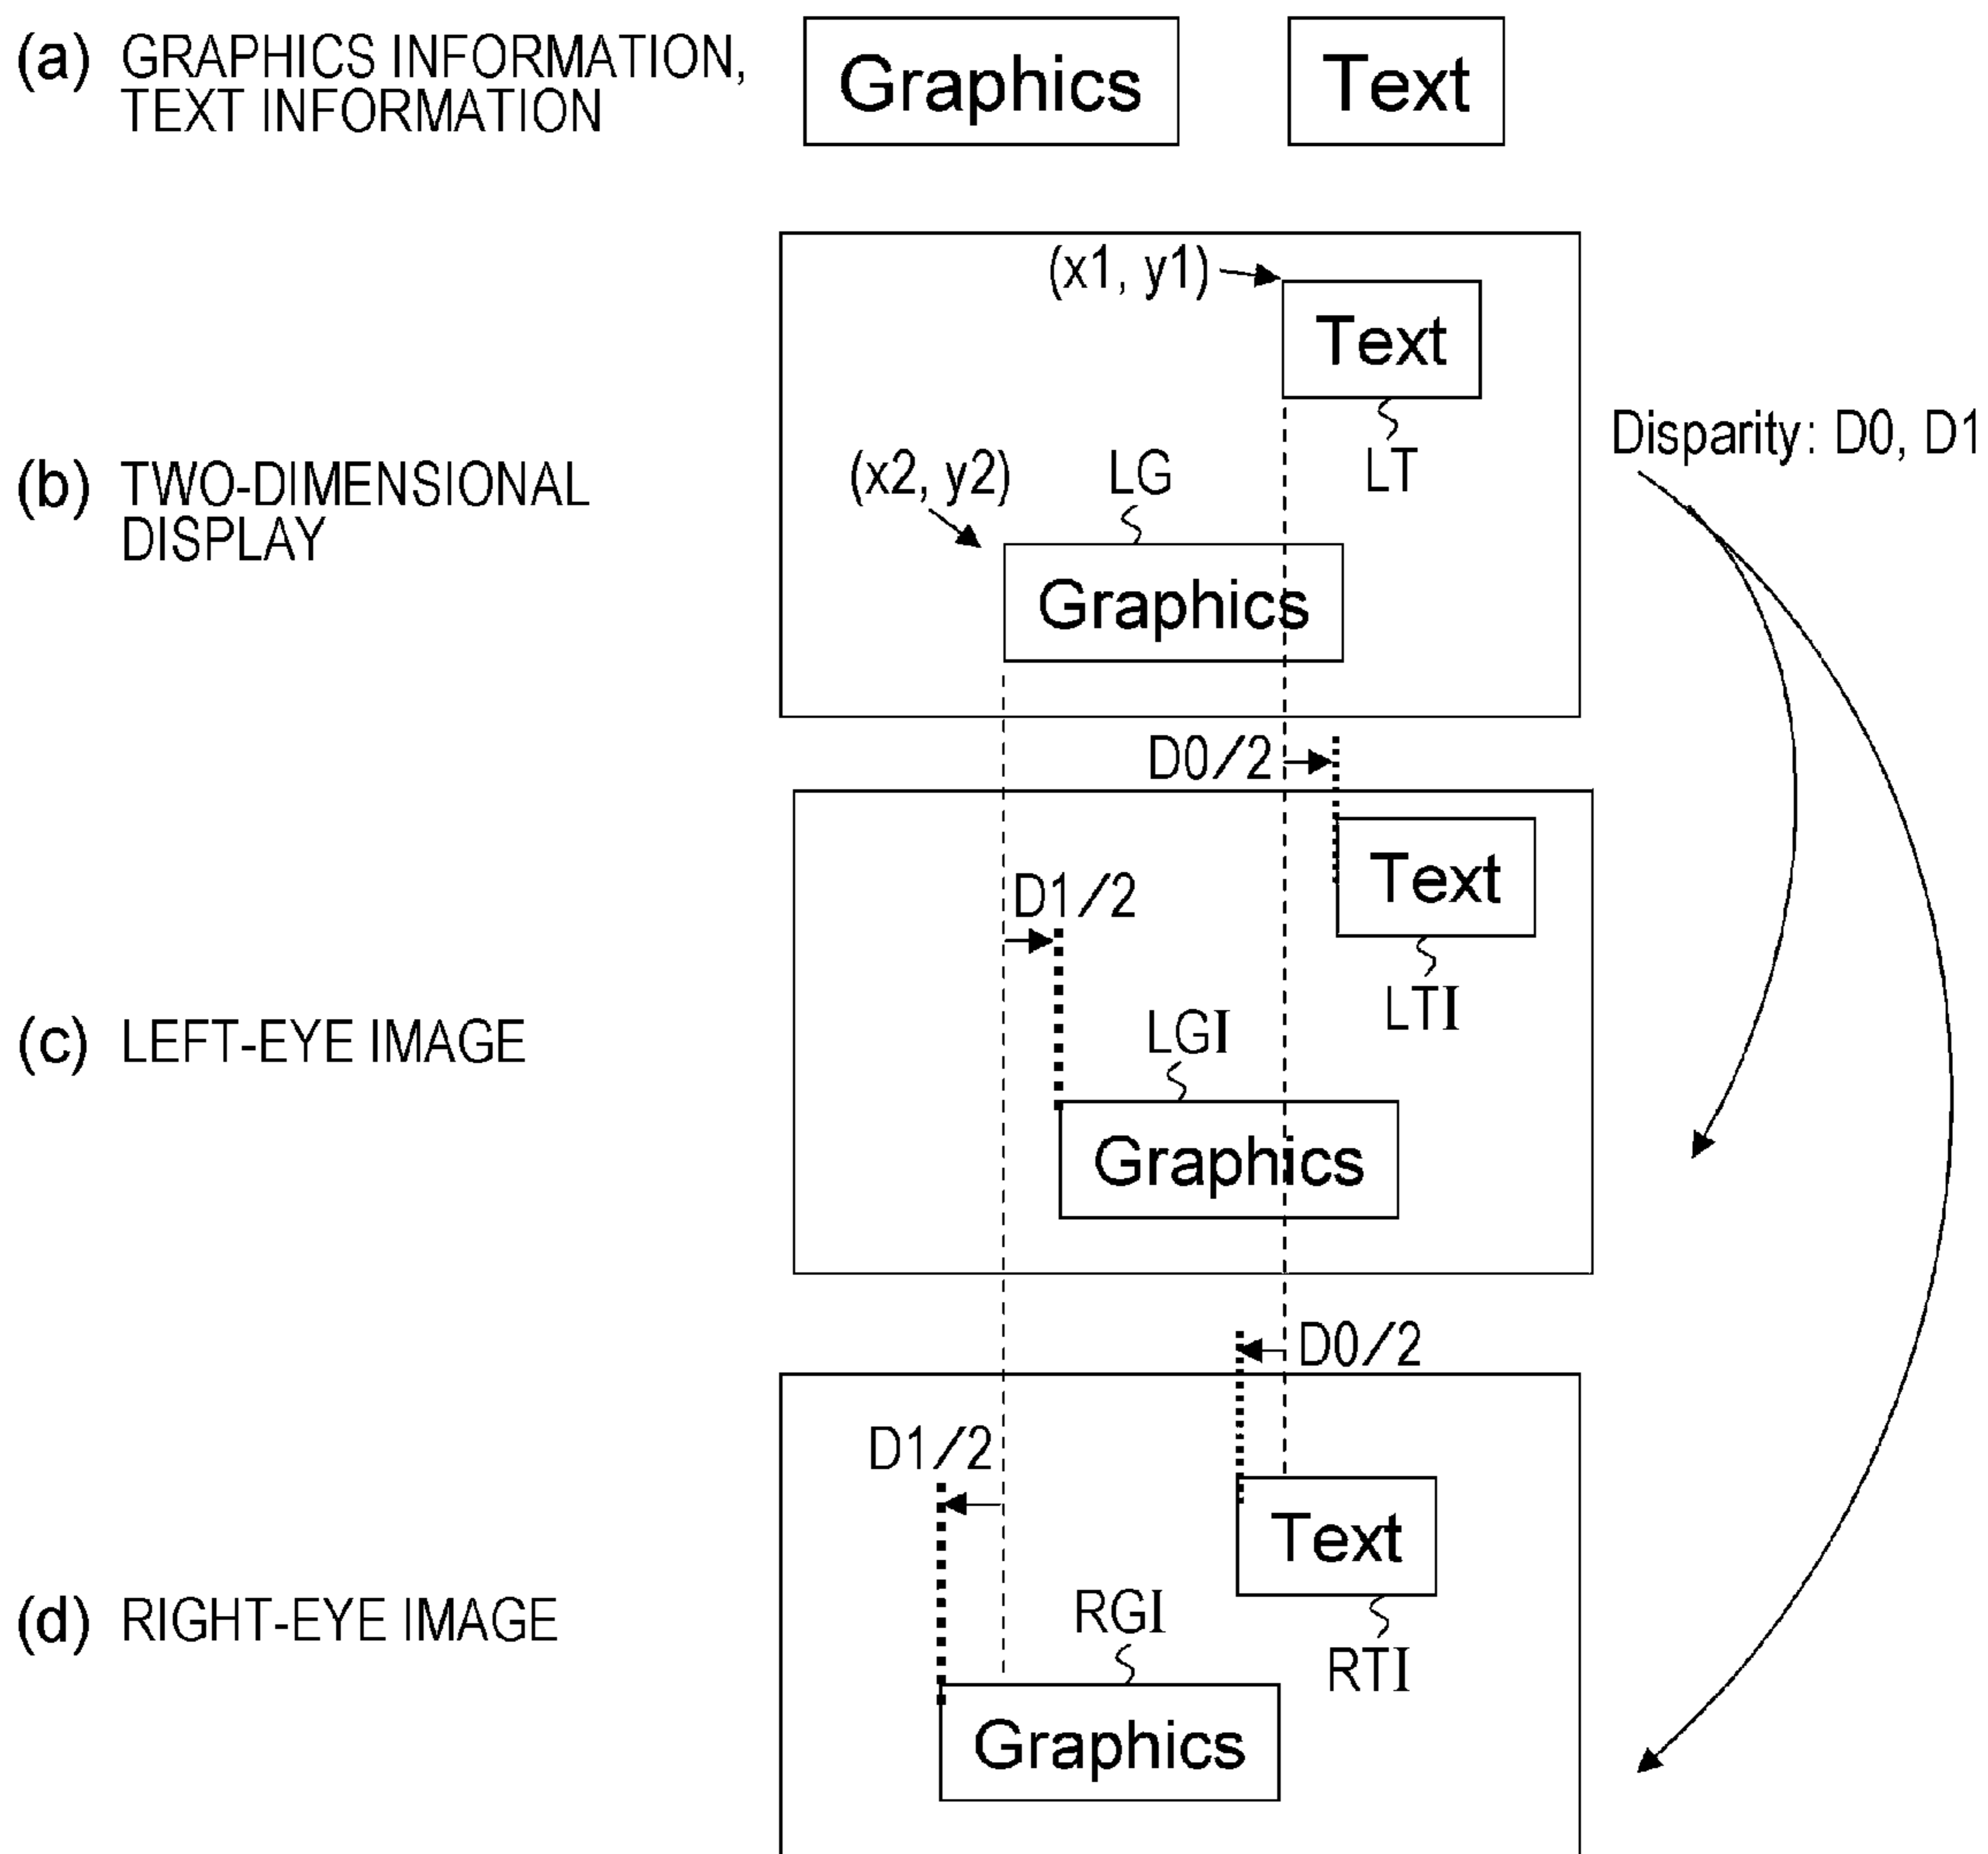 (a) GRAPHICS INFORMATION,
TEXT INFORMATION
Graphics
Text
(x1, y1)
Text
LT
Disparity: D0, D1
(b) TWO-DIMENSIONAL
DISPLAY
(x2, y2)
LG
Graphics
D0/2
Text
D1/2
LTI
(c) LEFT-EYE IMAGE
LGI
Graphics
D0/2
D1/2
Text
(d) RIGHT-EYE IMAGE
RGI
RTI
Graphics